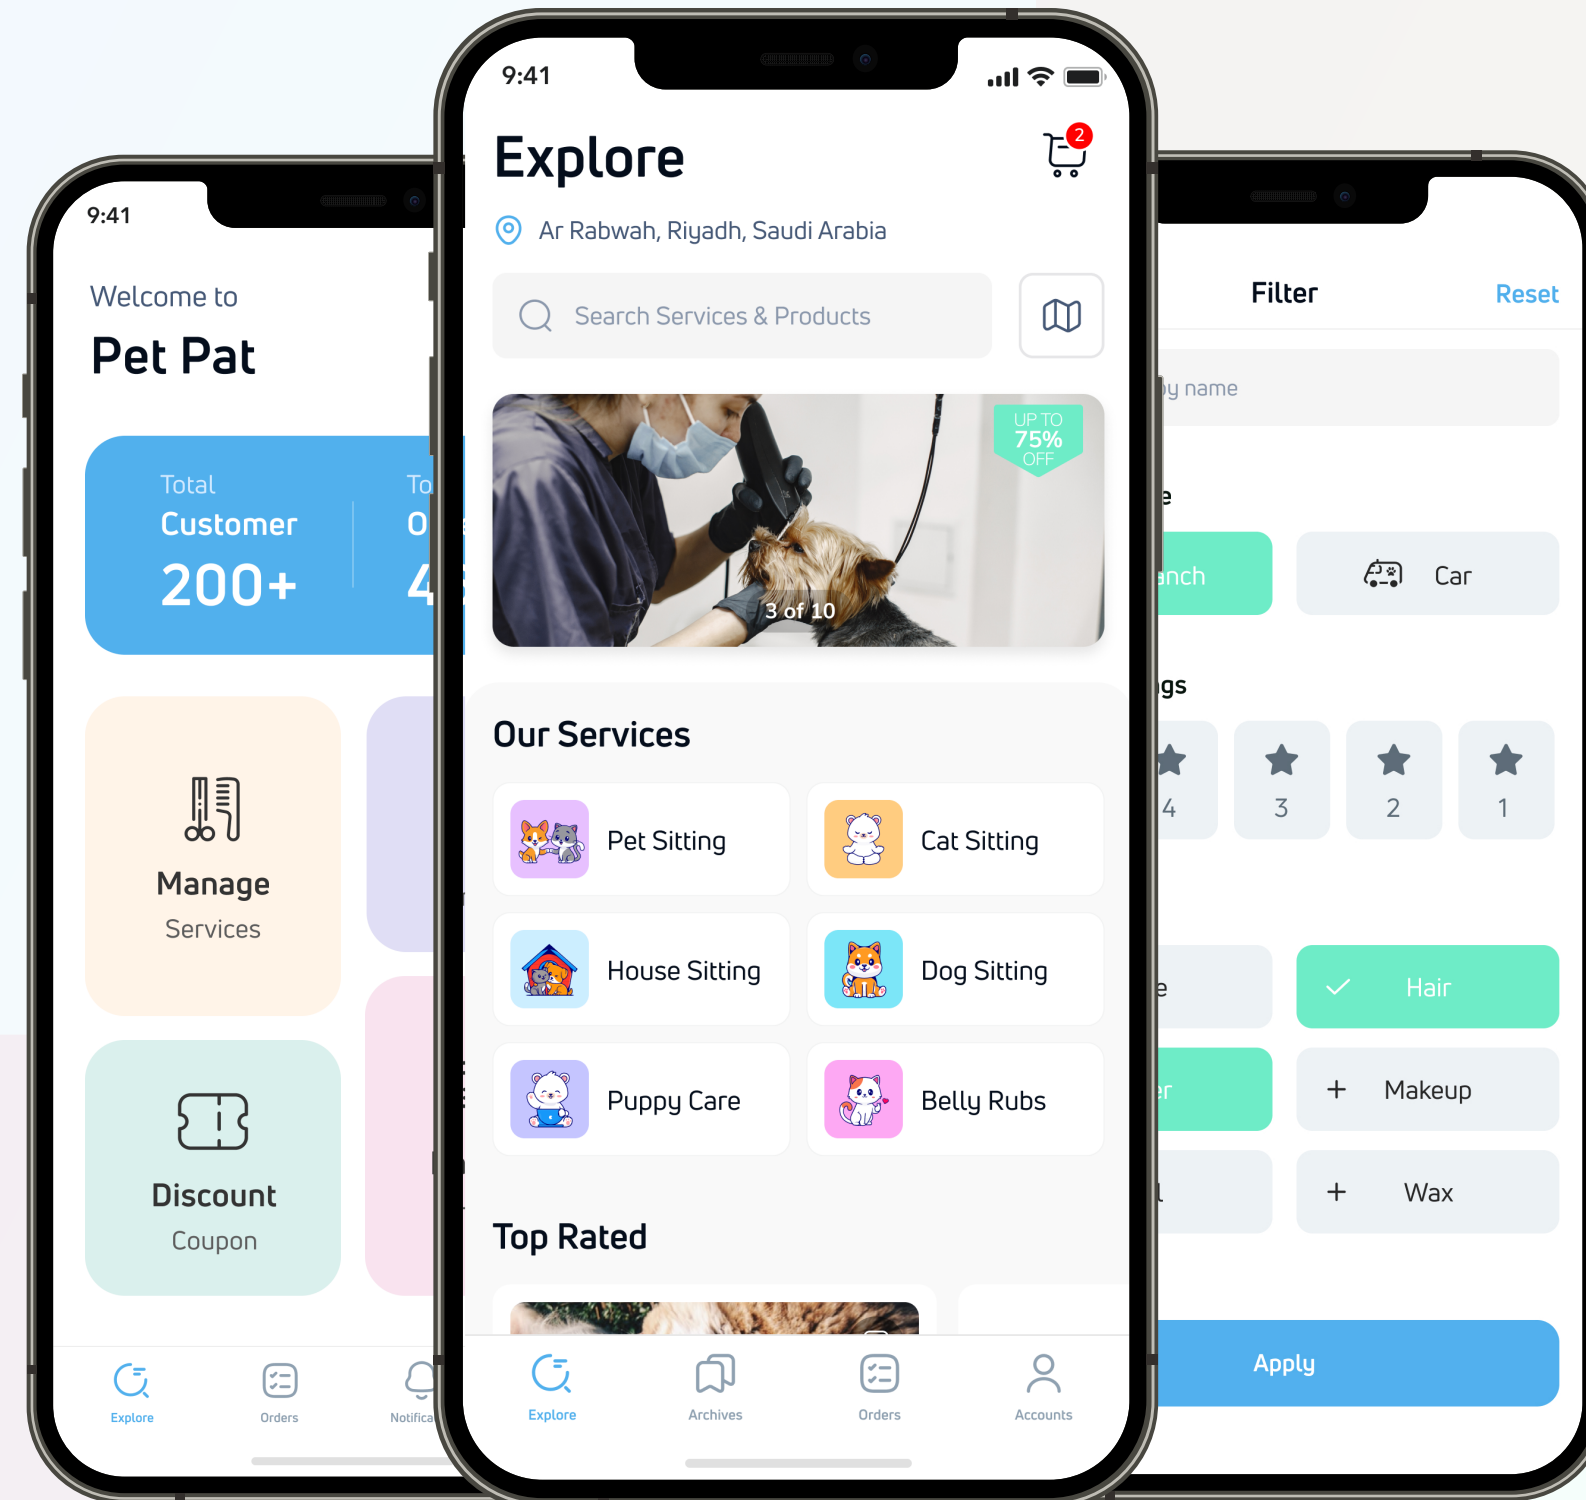 9:41
Welcome to
Pet Pat
Total
Customer
200+
Manage
Services
Discount
Coupon
Explore
Orders
9:41
Explore
2
Ar Rabwah, Riyadh, Saudi Arabia
Search Services & Products
UP TO
75%
OFF
3 of 10
Our Services
Pet Sitting
Cat Sitting
House Sitting
Dog Sitting
Puppy Care
Belly Rubs
Top Rated
Explore
Archives
Orders
Accounts
Filter
Reset
by name
Car
4
3
2
1
Hair
Makeup
Wax
Apply